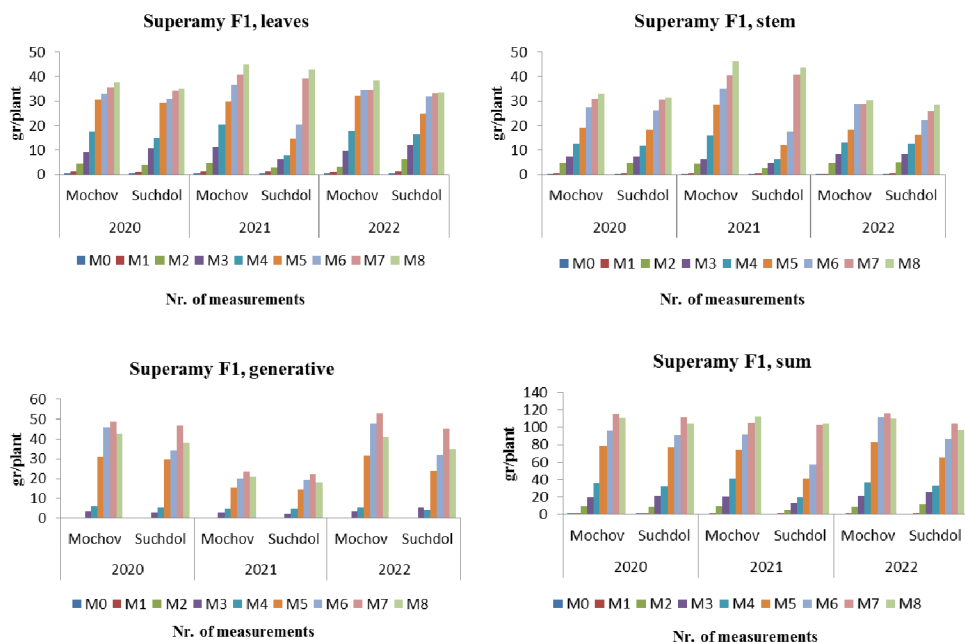 Superamy F1, leaves
gr/plant
50
40
30
20
10
0
Mochov Suchdol Mochov Suchdol Mochov Suchdol
2020 2021 2022
M0 M1 M2 M3 M4 M5 M6 M7 M8
Nr. of measurements
Superamy F1, stem
gr/plant
50
40
30
20
10
0
Mochov Suchdol Mochov Suchdol Mochov Suchdol
2020 2021 2022
M0 M1 M2 M3 M4 M5 M6 M7 M8
Nr. of measurements
Superamy F1, generative
gr/plant
60
50
40
30
20
10
0
Mochov Suchdol Mochov Suchdol Mochov Suchdol
2020 2021 2022
M0 M1 M2 M3 M4 M5 M6 M7 M8
Nr. of measurements
Superamy F1, sum
gr/plant
140
120
100
80
60
40
20
0
Mochov Suchdol Mochov Suchdol Mochov Suchdol
2020 2021 2022
M0 M1 M2 M3 M4 M5 M6 M7 M8
Nr. of measurements